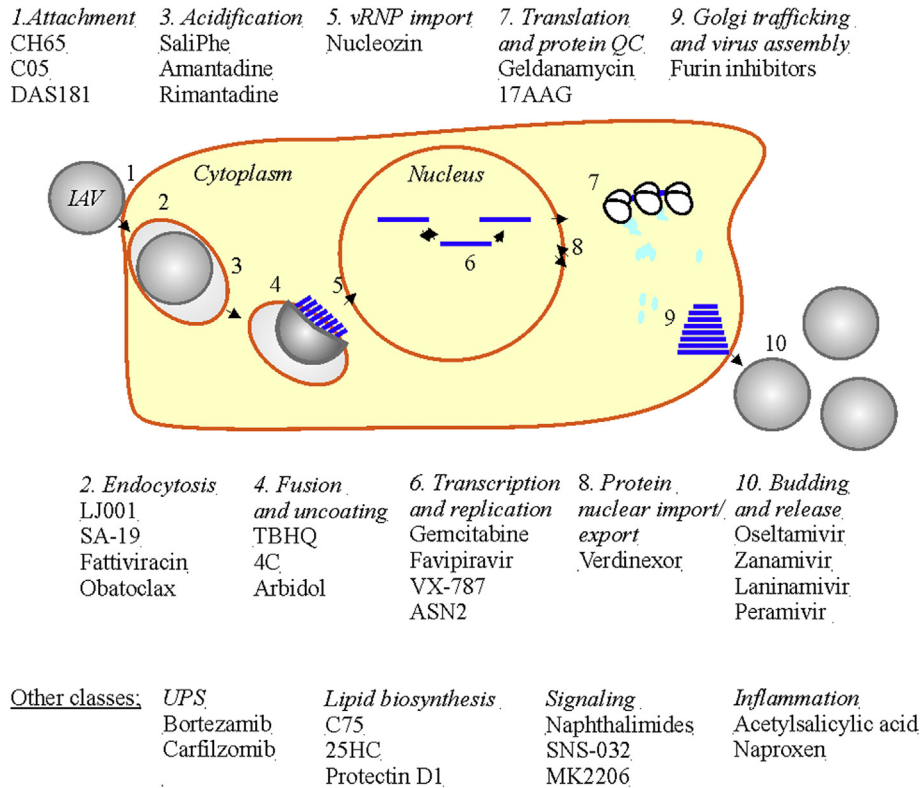 1.Attachment
CH65
C05
DAS181
3. Acidification
SaliPhe
Amantadine
Rimantadine
5. vRNP import
Nucleozin
7. Translation
and protein QC
Geldanamycin
17AAG
9. Golgi trafficking
and virus assembly
Furin inhibitors
IAV
1
2
3
4
5
Cytoplasm
Nucleus
6
7
8
9
10
2. Endocytosis
LJ001
SA-19
Fattiviracin
Obatoclax
4. Fusion
and uncoating
TBHQ
4C
Arbidol
6. Transcription
and replication
Gemcitabine
Favipiravir
VX-787
ASN2
8. Protein
nuclear import/
export
Verdinexor
10. Budding
and release
Oseltamivir
Zanamivir
Laninamivir
Peramivir
Other classes;
UPS
Bortezamib
Carfilzomib
Lipid biosynthesis
C75
25HC
Protectin D1
Signaling
Naphthalimides
SNS-032
MK2206
Inflammation
Acetylsalicylic acid
Naproxen